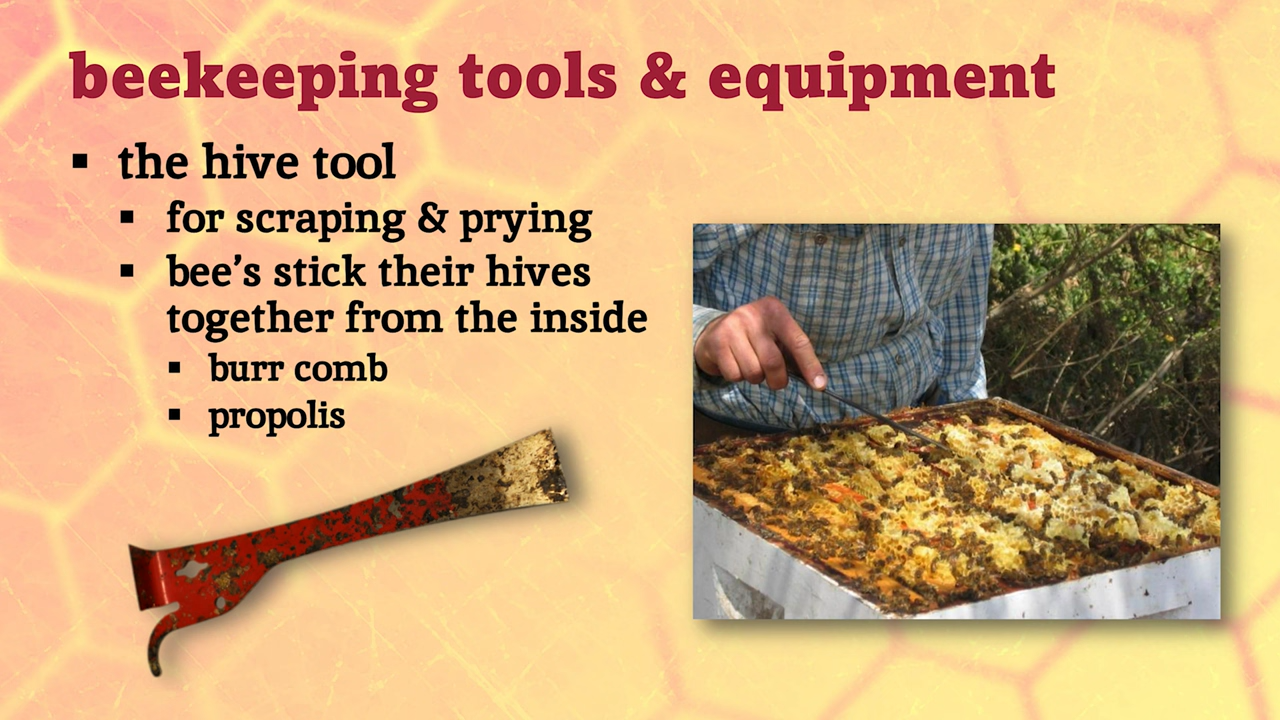 beekeeping tools & equipment
▪ the hive tool
▪ for scraping & prying
▪ bee’s stick their hives
together from the inside
▪ burr comb
▪ propolis